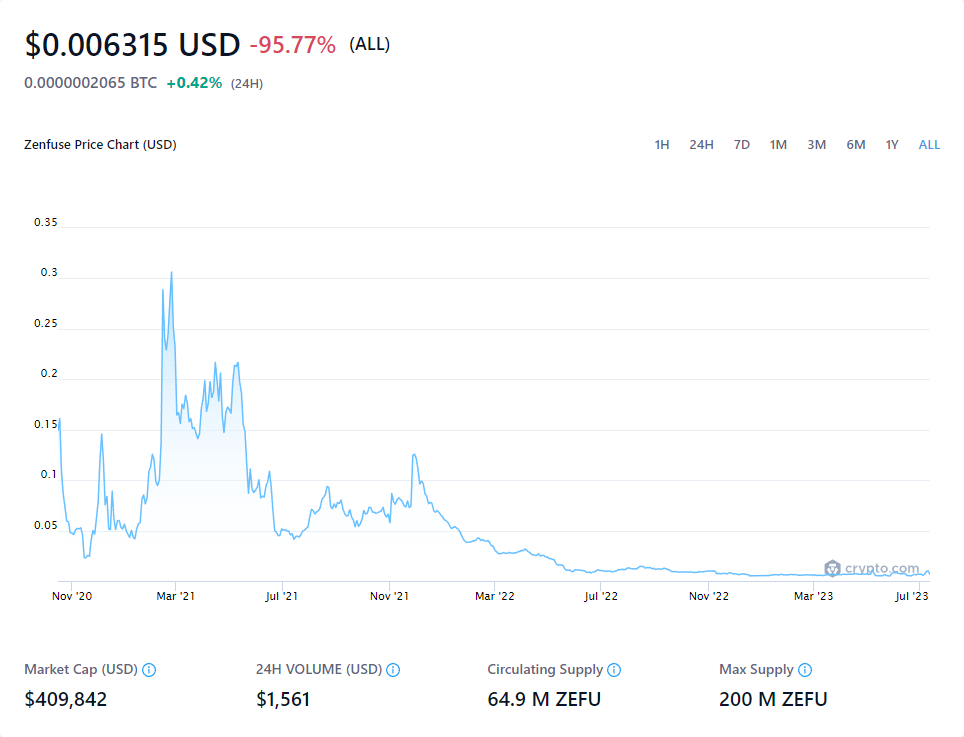 $0.006315 USD -95.77% (ALL)
0.0000002065 BTC +0.42% (24H)
Zenfuse Price Chart (USD) 1H 24H 7D 1M 3M 6M 1Y ALL
0.35
0.3
0.25
0.2
0.15
0.1
0.05
crypto.com
Nov '20 Mar '21 Jul '21 Nov '21 Mar '22 Jul '22 Nov '22 Mar '23 Jul '23
Market Cap (USD) 24H VOLUME (USD) Circulating Supply Max Supply
$409,842 $1,561 64.9 M ZEFU 200 M ZEFU